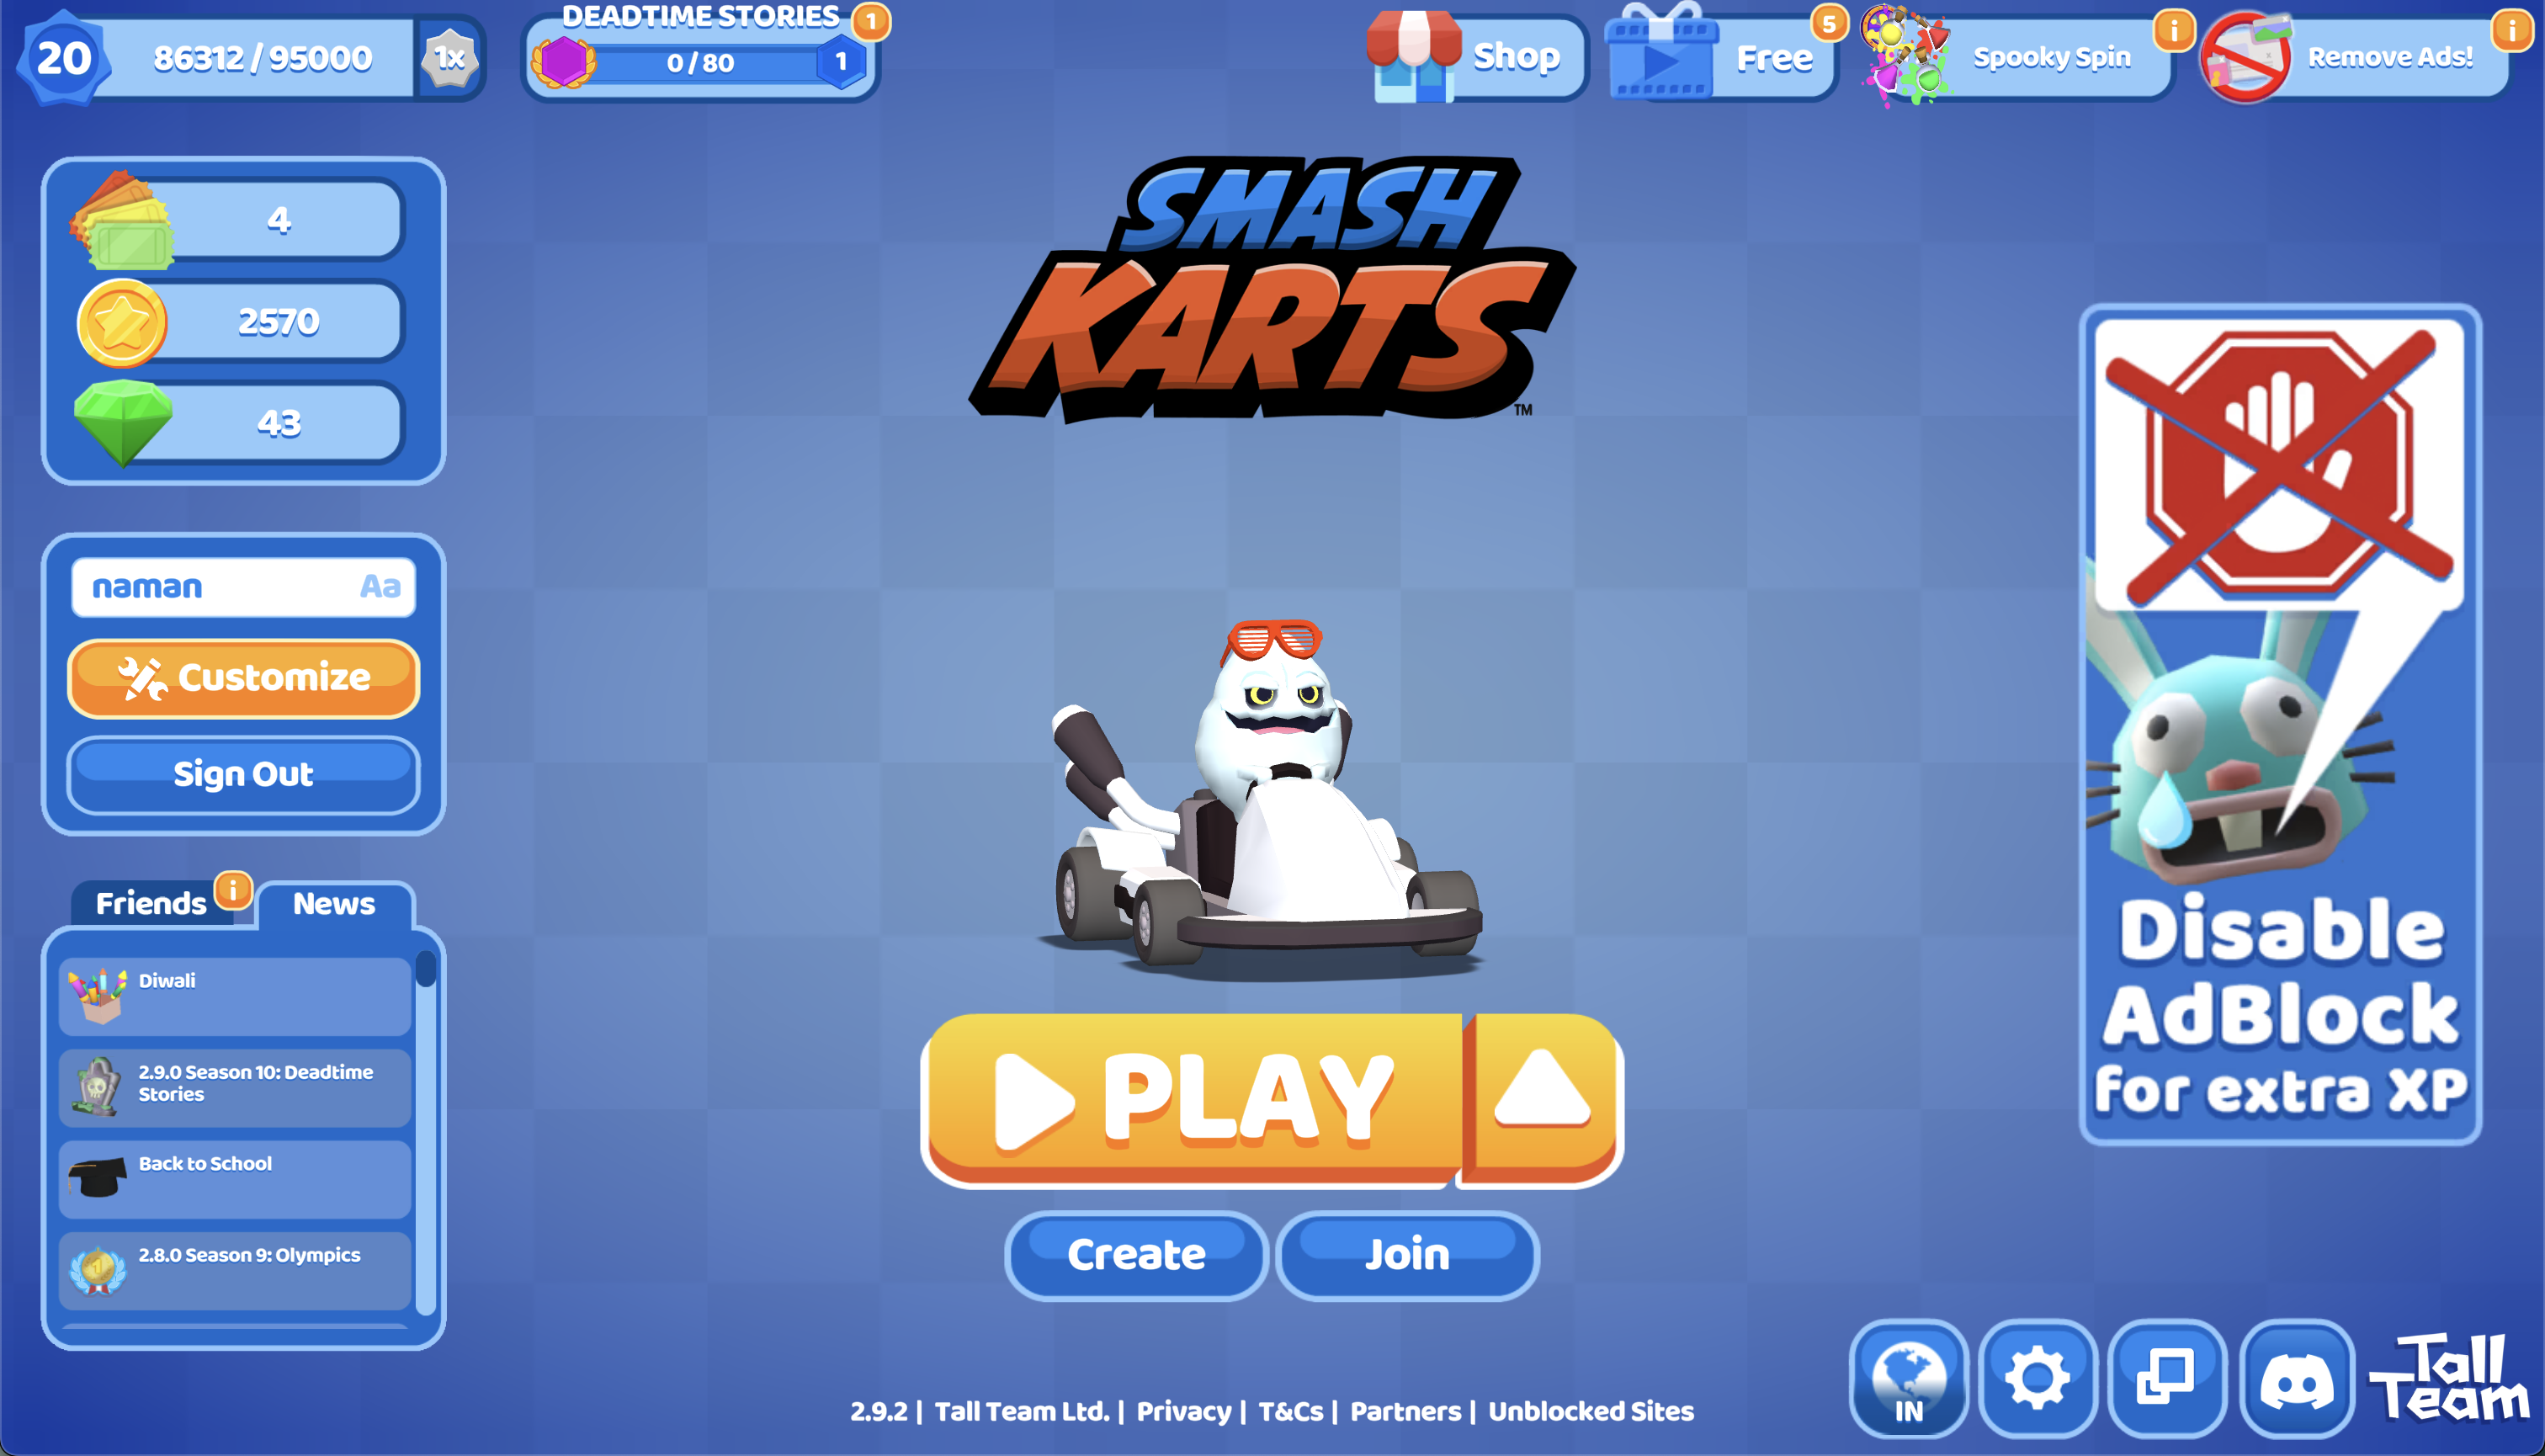 20
86312 / 95000
1x
DEADTIME STORIES
1
0 / 80
1
Shop
Free
5
Spooky Spin
i
Remove Ads!
i
4
2570
43
SMASH
KARTS
TM
naman
Aa
Customize
Sign Out
Friends
i
News
Diwali
2.9.0 Season 10: Deadtime
Stories
Back to School
1
2.8.0 Season 9: Olympics
PLAY
Create
Join
Disable
AdBlock
for extra XP
2.9.2 | Tall Team Ltd. | Privacy | T&Cs | Partners | Unblocked Sites
IN
Tall
Team